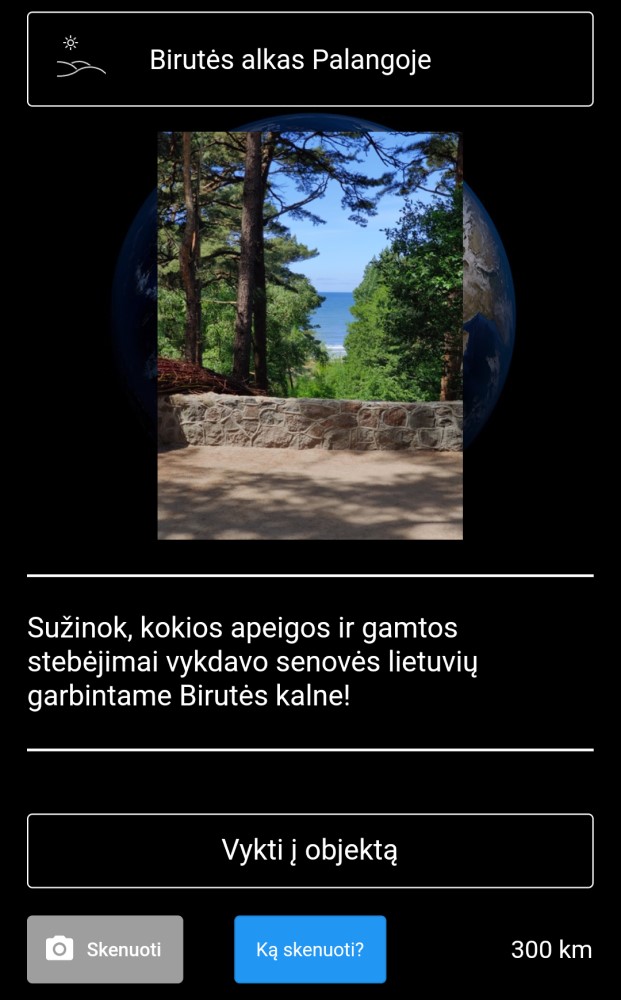 Birutės alkas Palangoje
Sužinok, kokios apeigos ir gamtos
stebėjimai vykdavo senovės lietuvių
garbintame Birutės kalne!
Vykti į objektą
Skenuoti
Ką skenuoti?
300 km